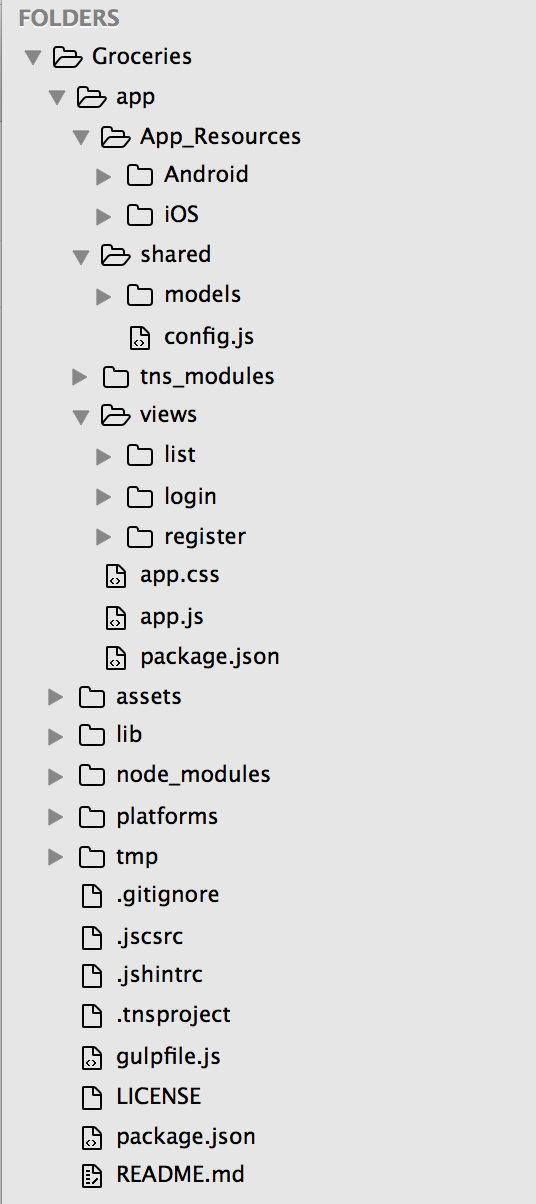 FOLDERS
Groceries
app
App_Resources
Android
iOS
shared
models
config.js
tns_modules
views
list
login
register
app.css
app.js
package.json
assets
lib
node_modules
platforms
tmp
.gitignore
.jscsrc
.jshintrc
.tnsproject
gulpfile.js
LICENSE
package.json
README.md